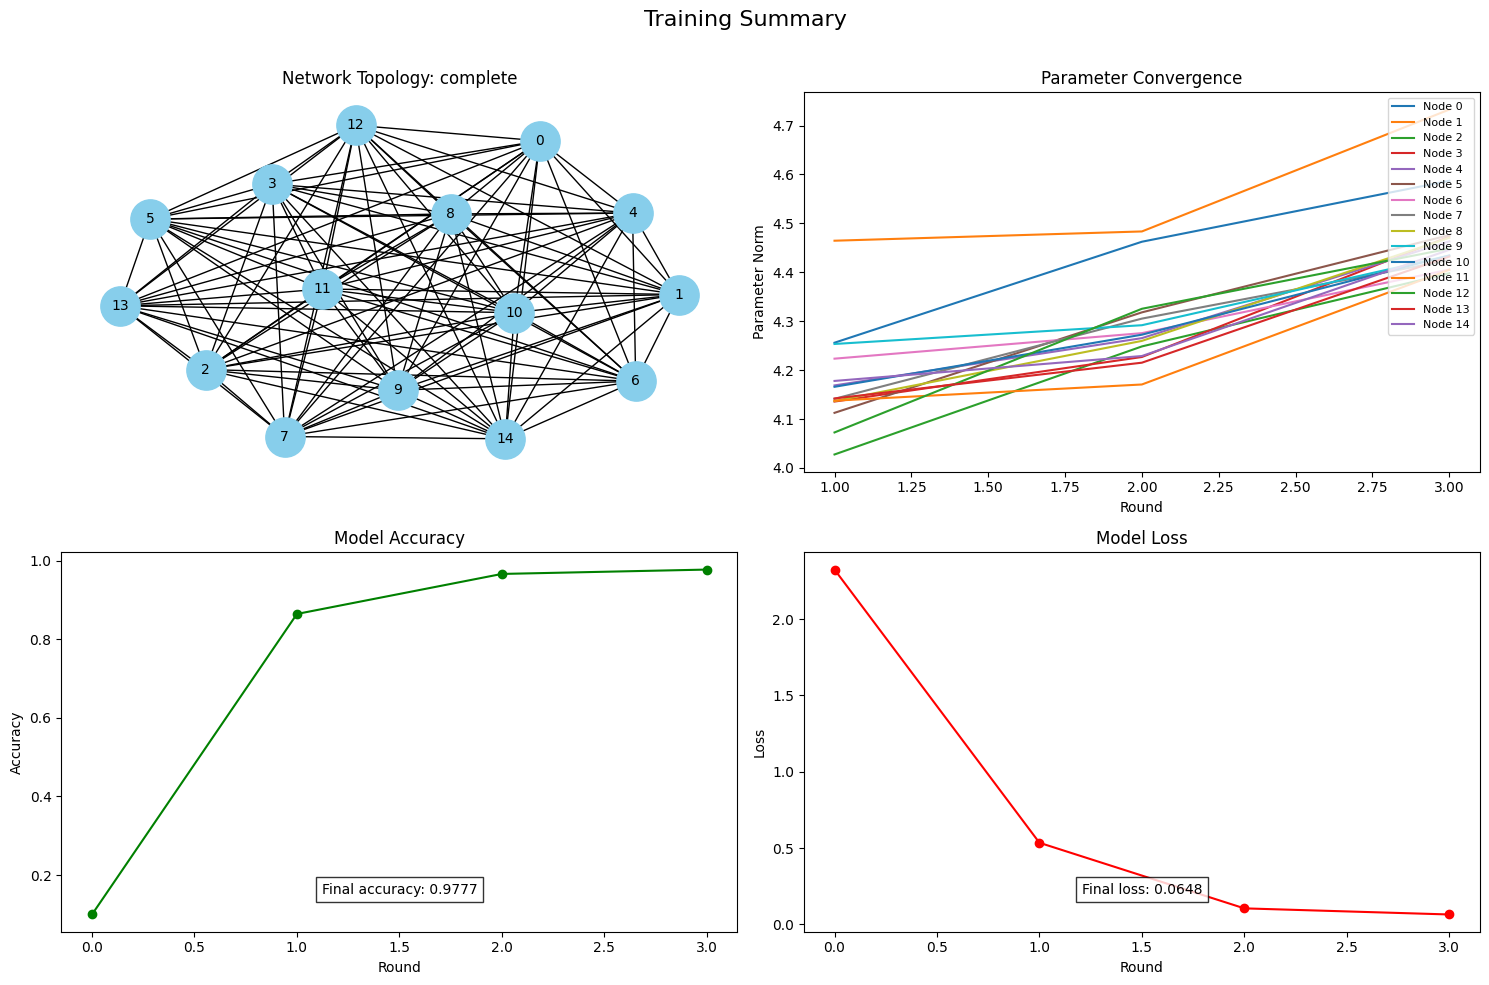 Training Summary
Network Topology: complete
12
0
3
8
4
5
11
1
13
10
2
9
6
7
14
Parameter Convergence
Parameter Norm
4.7
4.6
4.5
4.4
4.3
4.2
4.1
4.0
Node 0
Node 1
Node 2
Node 3
Node 4
Node 5
Node 6
Node 7
Node 8
Node 9
Node 10
Node 11
Node 12
Node 13
Node 14
1.00 1.25 1.50 1.75 2.00 2.25 2.50 2.75 3.00
Round
Model Accuracy
Accuracy
1.0
0.8
0.6
0.4
0.2
Final accuracy: 0.9777
0.0 0.5 1.0 1.5 2.0 2.5 3.0
Round
Model Loss
Loss
2.0
1.5
1.0
0.5
0.0
Final loss: 0.0648
0.0 0.5 1.0 1.5 2.0 2.5 3.0
Round